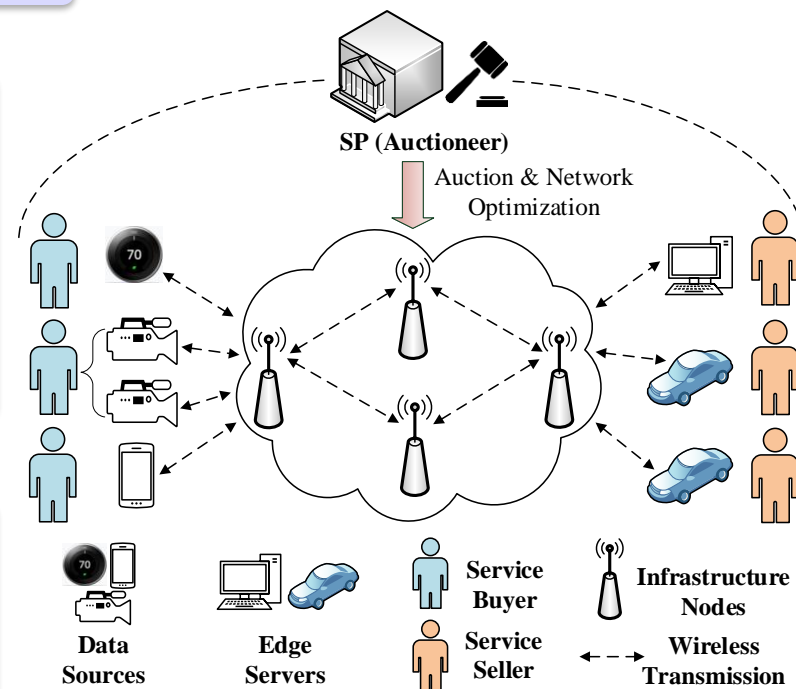 SP (Auctioneer)
Auction & Network
Optimization
70
70
Data
Sources
Edge
Servers
Service
Buyer
Service
Seller
Infrastructure
Nodes
Wireless
Transmission